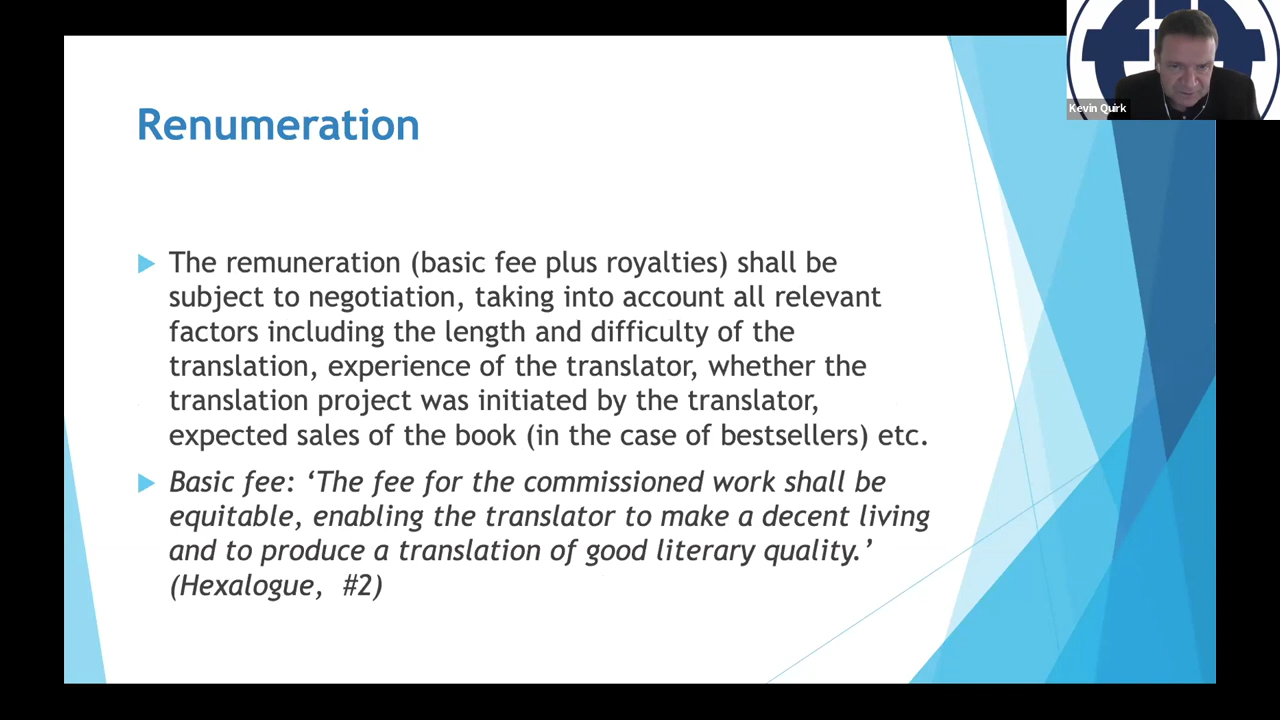 Renumeration
The remuneration (basic fee plus royalties) shall be
subject to negotiation, taking into account all relevant
factors including the length and difficulty of the
translation, experience of the translator, whether the
translation project was initiated by the translator,
expected sales of the book (in the case of bestsellers) etc.
Basic fee: ‘The fee for the commissioned work shall be
equitable, enabling the translator to make a decent living
and to produce a translation of good literary quality.’
(Hexalogue, #2)
Kevin Quirk